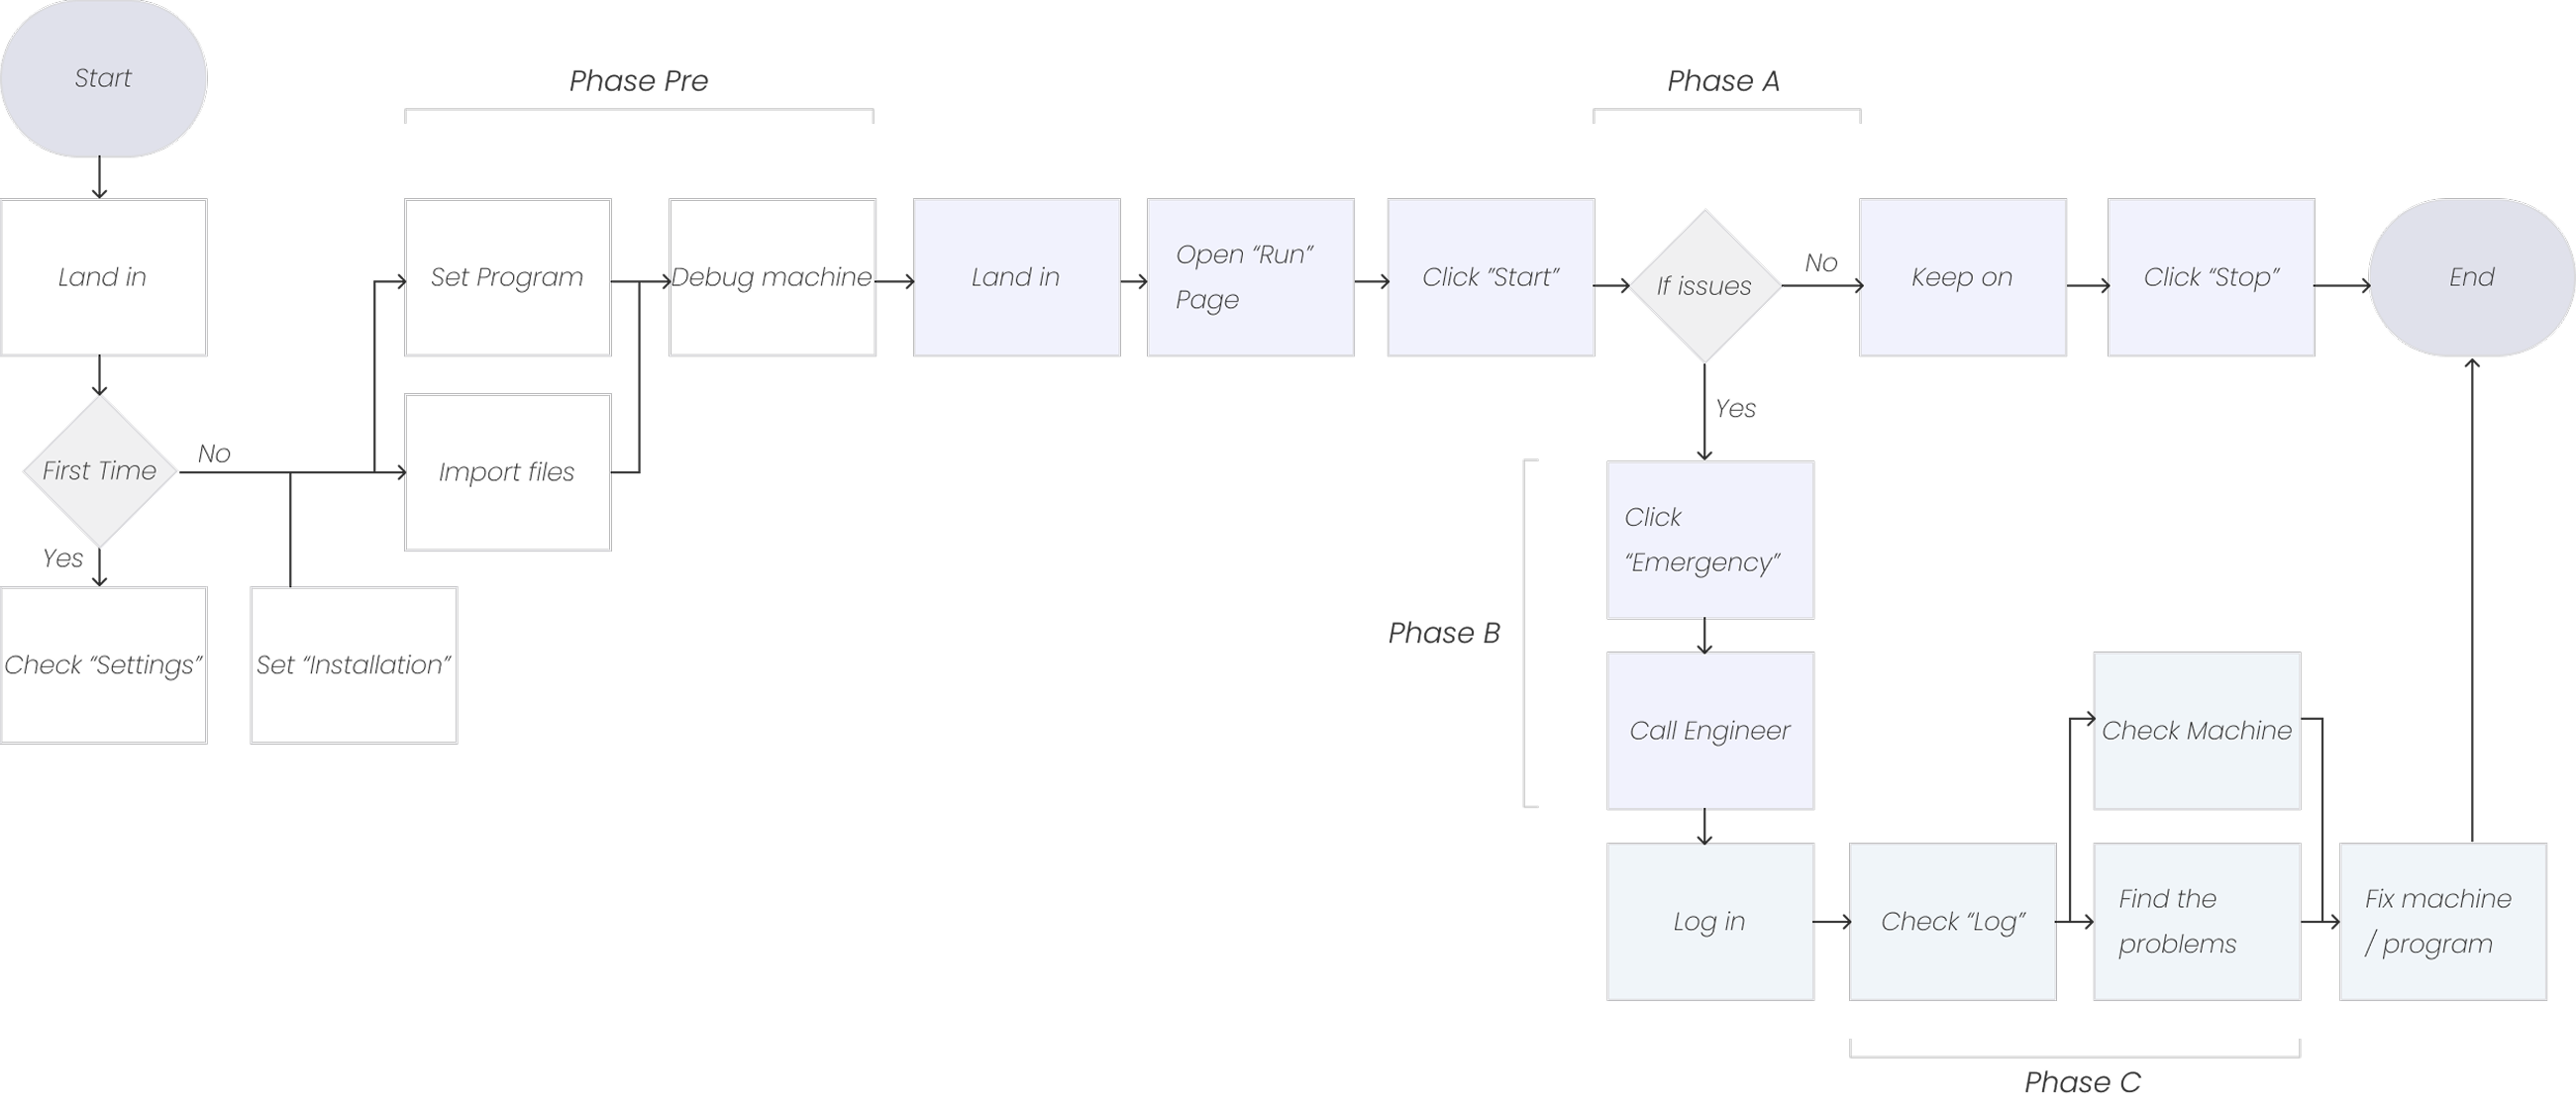 Start
Phase Pre
Phase A
Land in
Set Program
Debug machine
Land in
Open “Run”
Page
Click “Start”
If issues
No
Keep on
Click “Stop”
End
Yes
First Time
No
Import files
Yes
Check “Settings”
Set “Installation”
Click
“Emergency”
Phase B
Call Engineer
Check Machine
Log in
Check “Log”
Find the
problems
Fix machine
/ program
Phase C